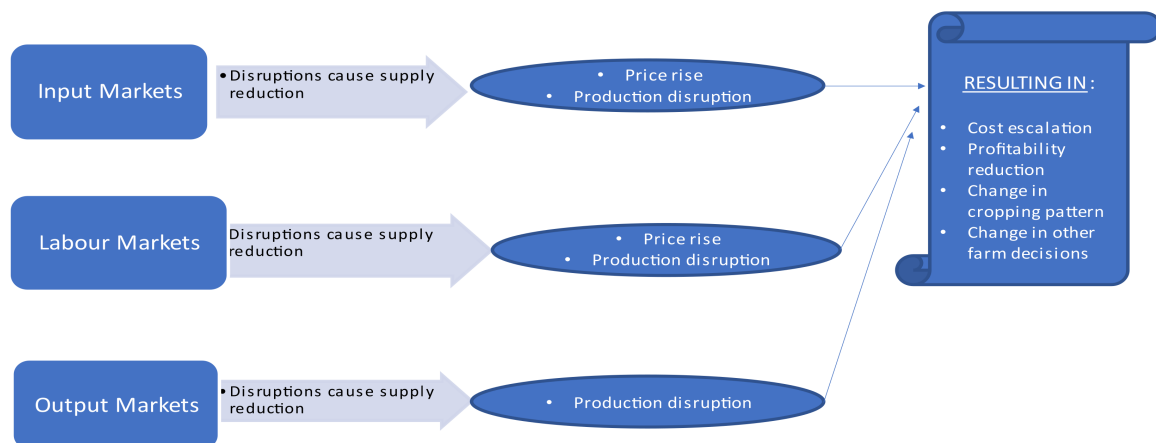 Input Markets
• Disruptions cause supply
reduction
• Price rise
• Production disruption
Labour Markets
Disruptions cause supply
reduction
• Price rise
• Production disruption
Output Markets
• Disruptions cause supply
reduction
• Production disruption
RESULTING IN :
• Cost escalation
• Profitability
reduction
• Change in
cropping pattern
• Change in other
farm decisions